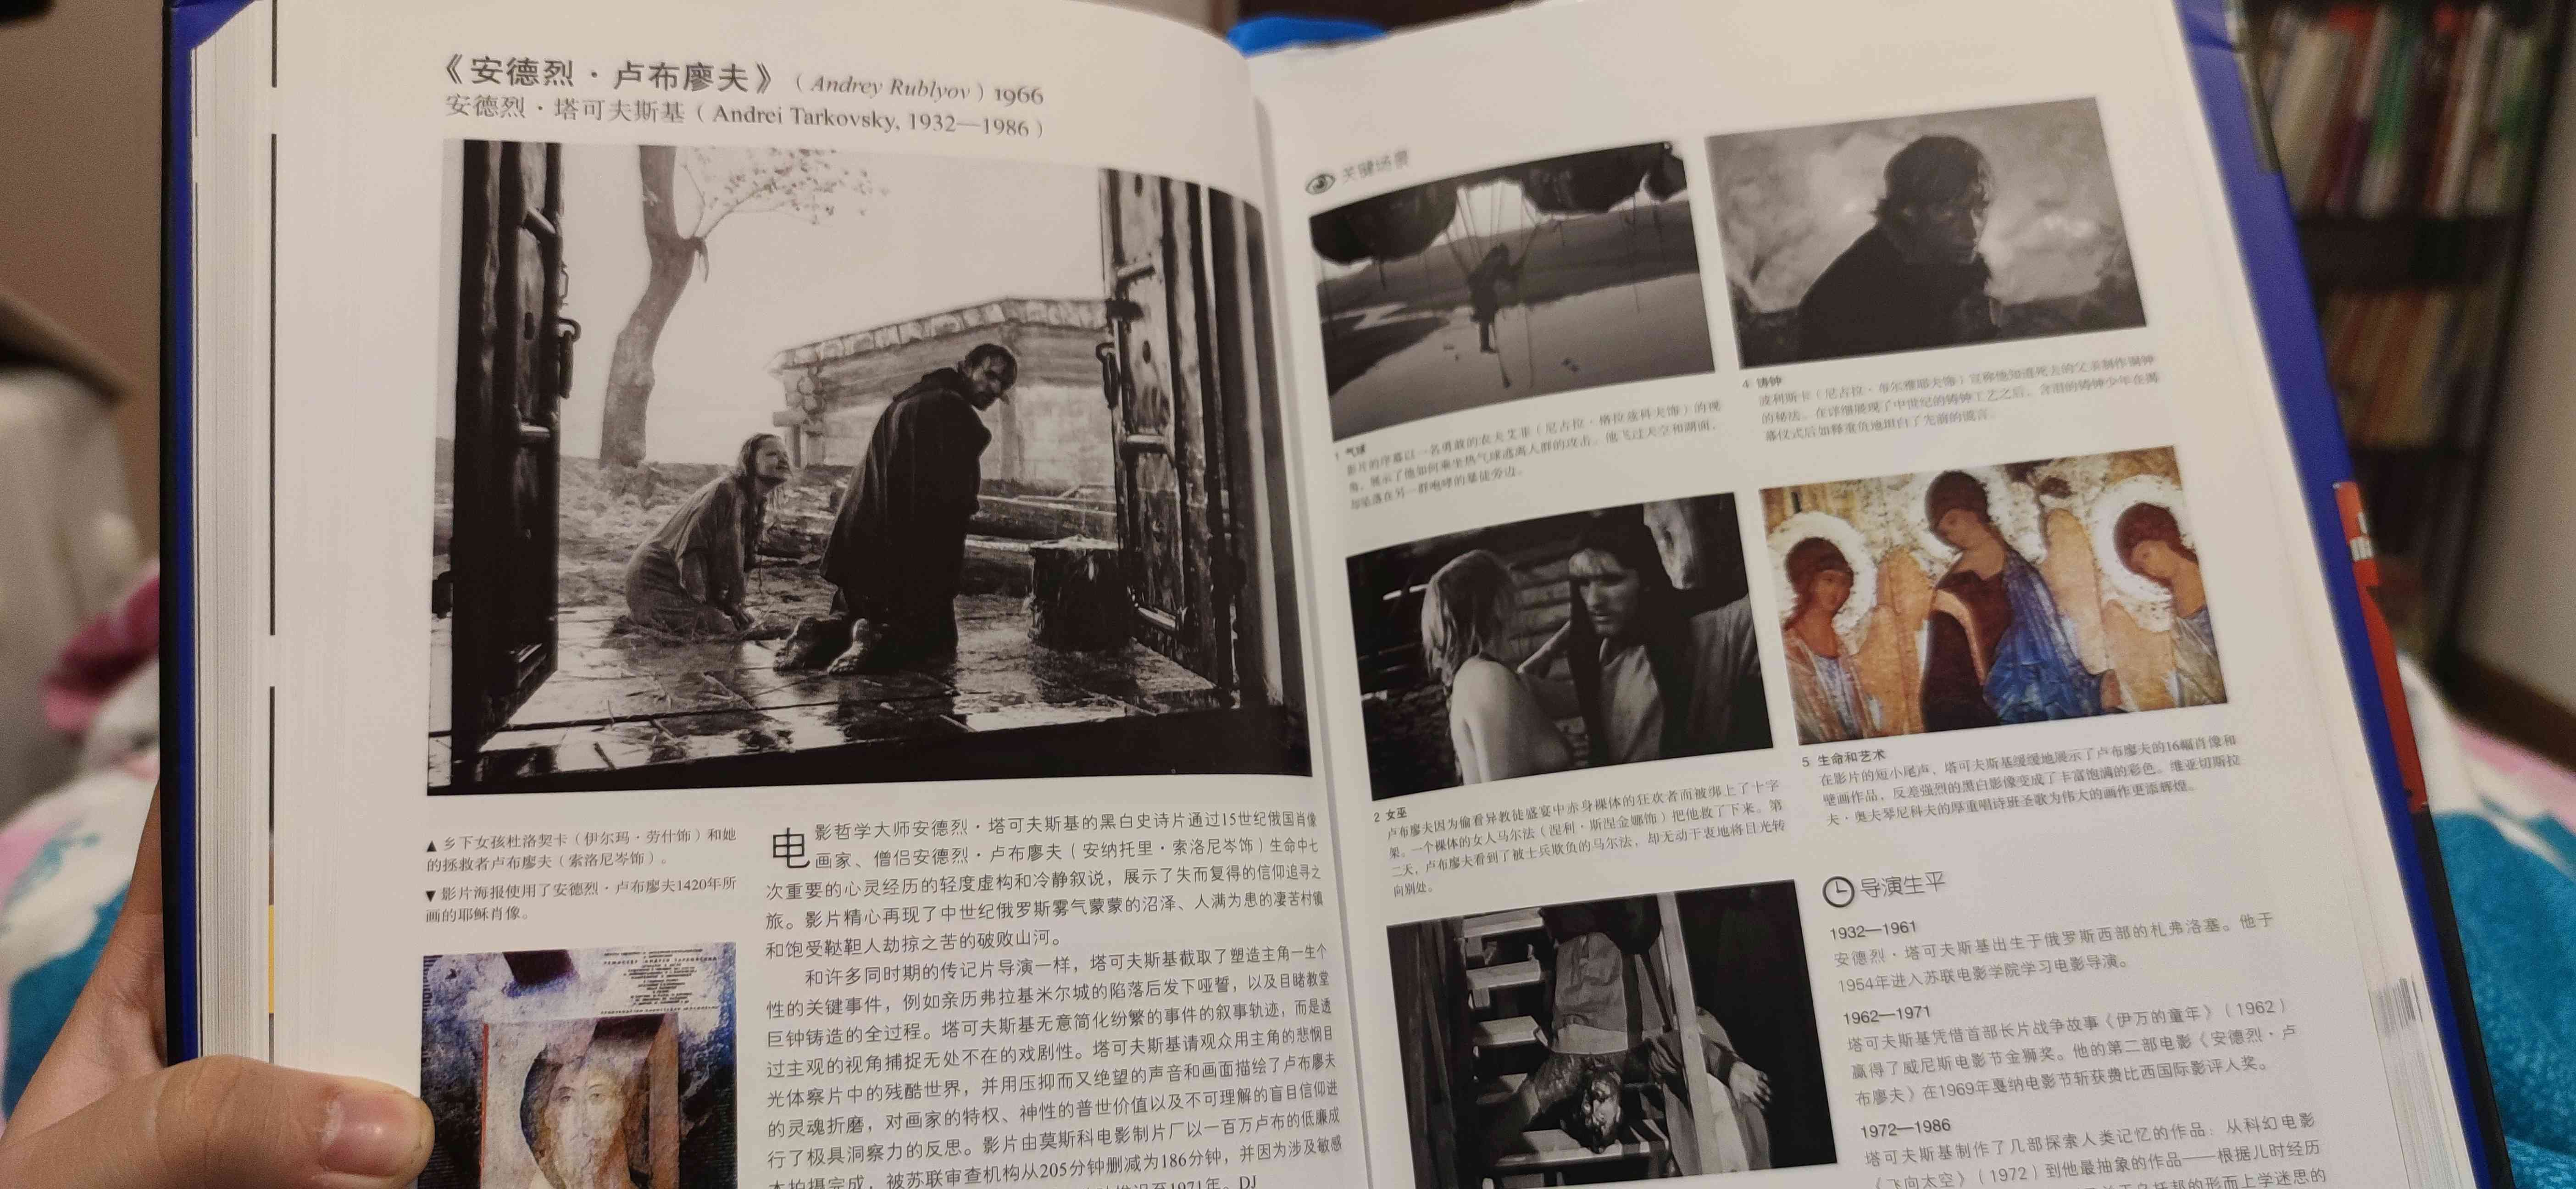 《安德烈·卢布廖夫》（Andrey Rublyov）1966
安德烈·塔可夫斯基（Andrei Tarkovsky, 1932—1986）
▲乡下女孩杜洛契卡（伊尔玛·劳什饰）和她
的拯救者卢布廖夫（索洛尼岑饰）。
▼影片海报使用了安德烈·卢布廖夫1420年所
画的耶稣肖像。
电影哲学大师安德烈·塔可夫斯基的黑白史诗片通过15世纪俄国肖像
画家、僧侣安德烈·卢布廖夫（安纳托里·索洛尼岑饰）生命中七
次重要的心灵经历的轻度虚构和冷静叙说，展示了失而复得的信仰追寻之
旅。影片精心再现了中世纪俄罗斯雾气蒙蒙的沼泽、人满为患的凄苦村镇
和饱受鞑靼人劫掠之苦的破败山河。
和许多同时期的传记片导演一样，塔可夫斯基截取了塑造主角一生个
性的关键事件，例如亲历弗拉基米尔城的陷落后发下哑誓，以及目睹教堂
巨钟铸造的全过程。塔可夫斯基无意简化纷繁的事件的叙事轨迹，而是透
过主观的视角捕捉无处不在的戏剧性。塔可夫斯基请观众用主角的悲悯目
光体察片中的残酷世界，并用压抑而又绝望的声音和画面描绘了卢布廖夫
的灵魂折磨，对画家的特权、神性的普世价值以及不可理解的盲目信仰进
行了极具洞察力的反思。影片由莫斯科电影制片厂以一百万卢布的低廉成
本拍摄完成，被苏联审查机构从205分钟删减为186分钟，并因为涉及敏感
至1971年。DJ
关键场景
1 气球
影片的序幕以一名勇敢的农夫艾菲（尼古拉·格拉兹科夫饰）的视
角，展示了他如何乘坐热气球逃离人群的攻击。他飞过天空和湖面，
却坠落在另一群咆哮的暴徒旁边。
2 女巫
卢布廖夫因为偷看异教徒盛宴中赤身裸体的狂欢者而被绑上了十字
架。一个裸体的女人马尔法（涅利·斯涅金娜饰）把他救了下来。第
二天，卢布廖夫看到了被士兵欺负的马尔法，却无动于衷地将目光转
向别处。
4 铸钟
波利斯卡（尼古拉·布尔雅耶夫饰）宣称他知道死去的父亲制作铜钟
的秘法。在详细展现了中世纪的铸钟工艺之后，含泪的铸钟少年在揭
幕仪式后如释重负地坦白了先前的谎言。
5 生命和艺术
在影片的短小尾声，塔可夫斯基缓缓地展示了卢布廖夫的16幅肖像和
壁画作品，反差强烈的黑白影像变成了丰富饱满的彩色。维亚切斯拉
夫·奥夫琴尼科夫的厚重唱诗班圣歌为伟大的画作更添辉煌。
导演生平
1932—1961
安德烈·塔可夫斯基出生于俄罗斯西部的札弗洛塞。他于
1954年进入苏联电影学院学习电影导演。
1962—1971
塔可夫斯基凭借首部长片战争故事《伊万的童年》（1962）
赢得了威尼斯电影节金狮奖。他的第二部电影《安德烈·卢
布廖夫》在1969年戛纳电影节斩获费比西国际影评人奖。
1972—1986
塔可夫斯基制作了几部探索人类记忆的作品：从科幻电影
《飞向太空》（1972）到他最抽象的作品——根据儿时经历
乌托邦的形而上学迷思的